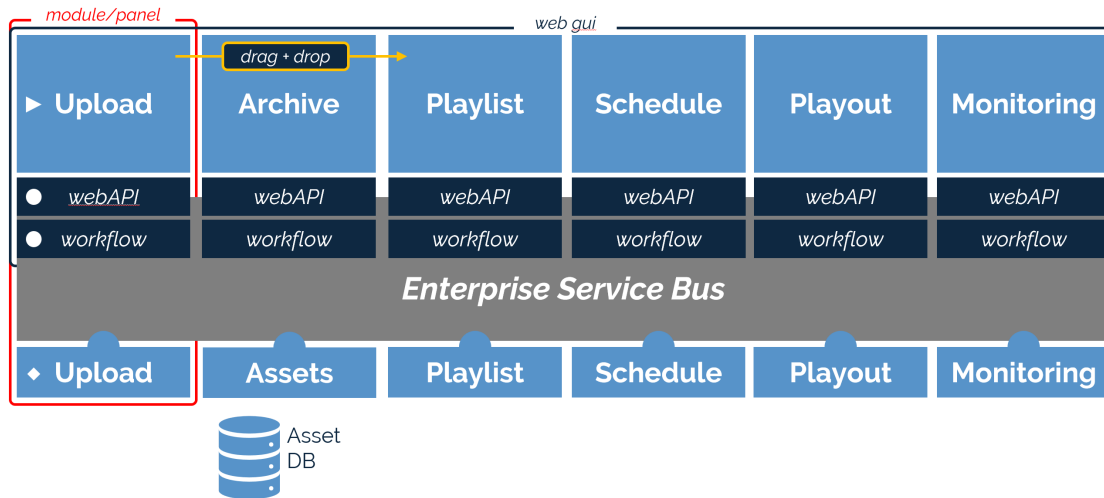 module/panel
web gui
drag + drop
Upload
Archive
Playlist
Schedule
Playout
Monitoring
webAPI
webAPI
webAPI
webAPI
webAPI
webAPI
workflow
workflow
workflow
workflow
workflow
workflow
Enterprise Service Bus
Upload
Assets
Playlist
Schedule
Playout
Monitoring
Asset
DB